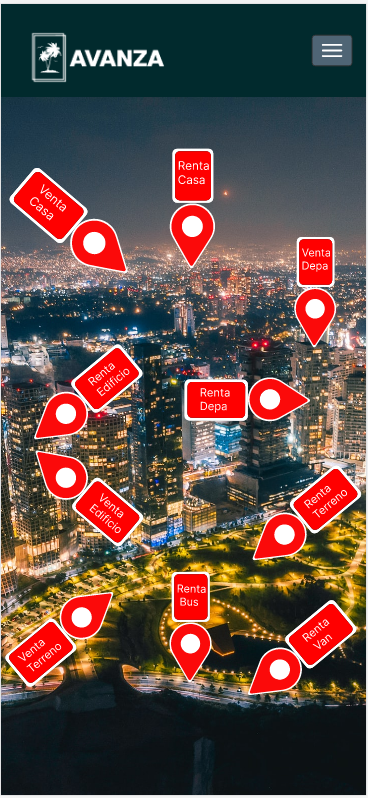 AVANZA
Renta
Casa
Venta
Casa
Venta
Depa
Renta
Edificio
Renta
Depa
Venta
Edificio
Renta
Terreno
Renta
Bus
Renta
Van
Venta
Terreno